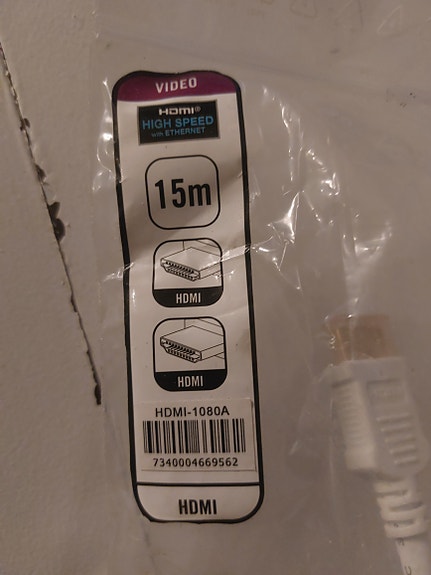 VIDEO
HDMI®
HIGH SPEED
with ETHERNET
15m
HDMI
HDMI
HDMI-1080A
7340004669562
HDMI